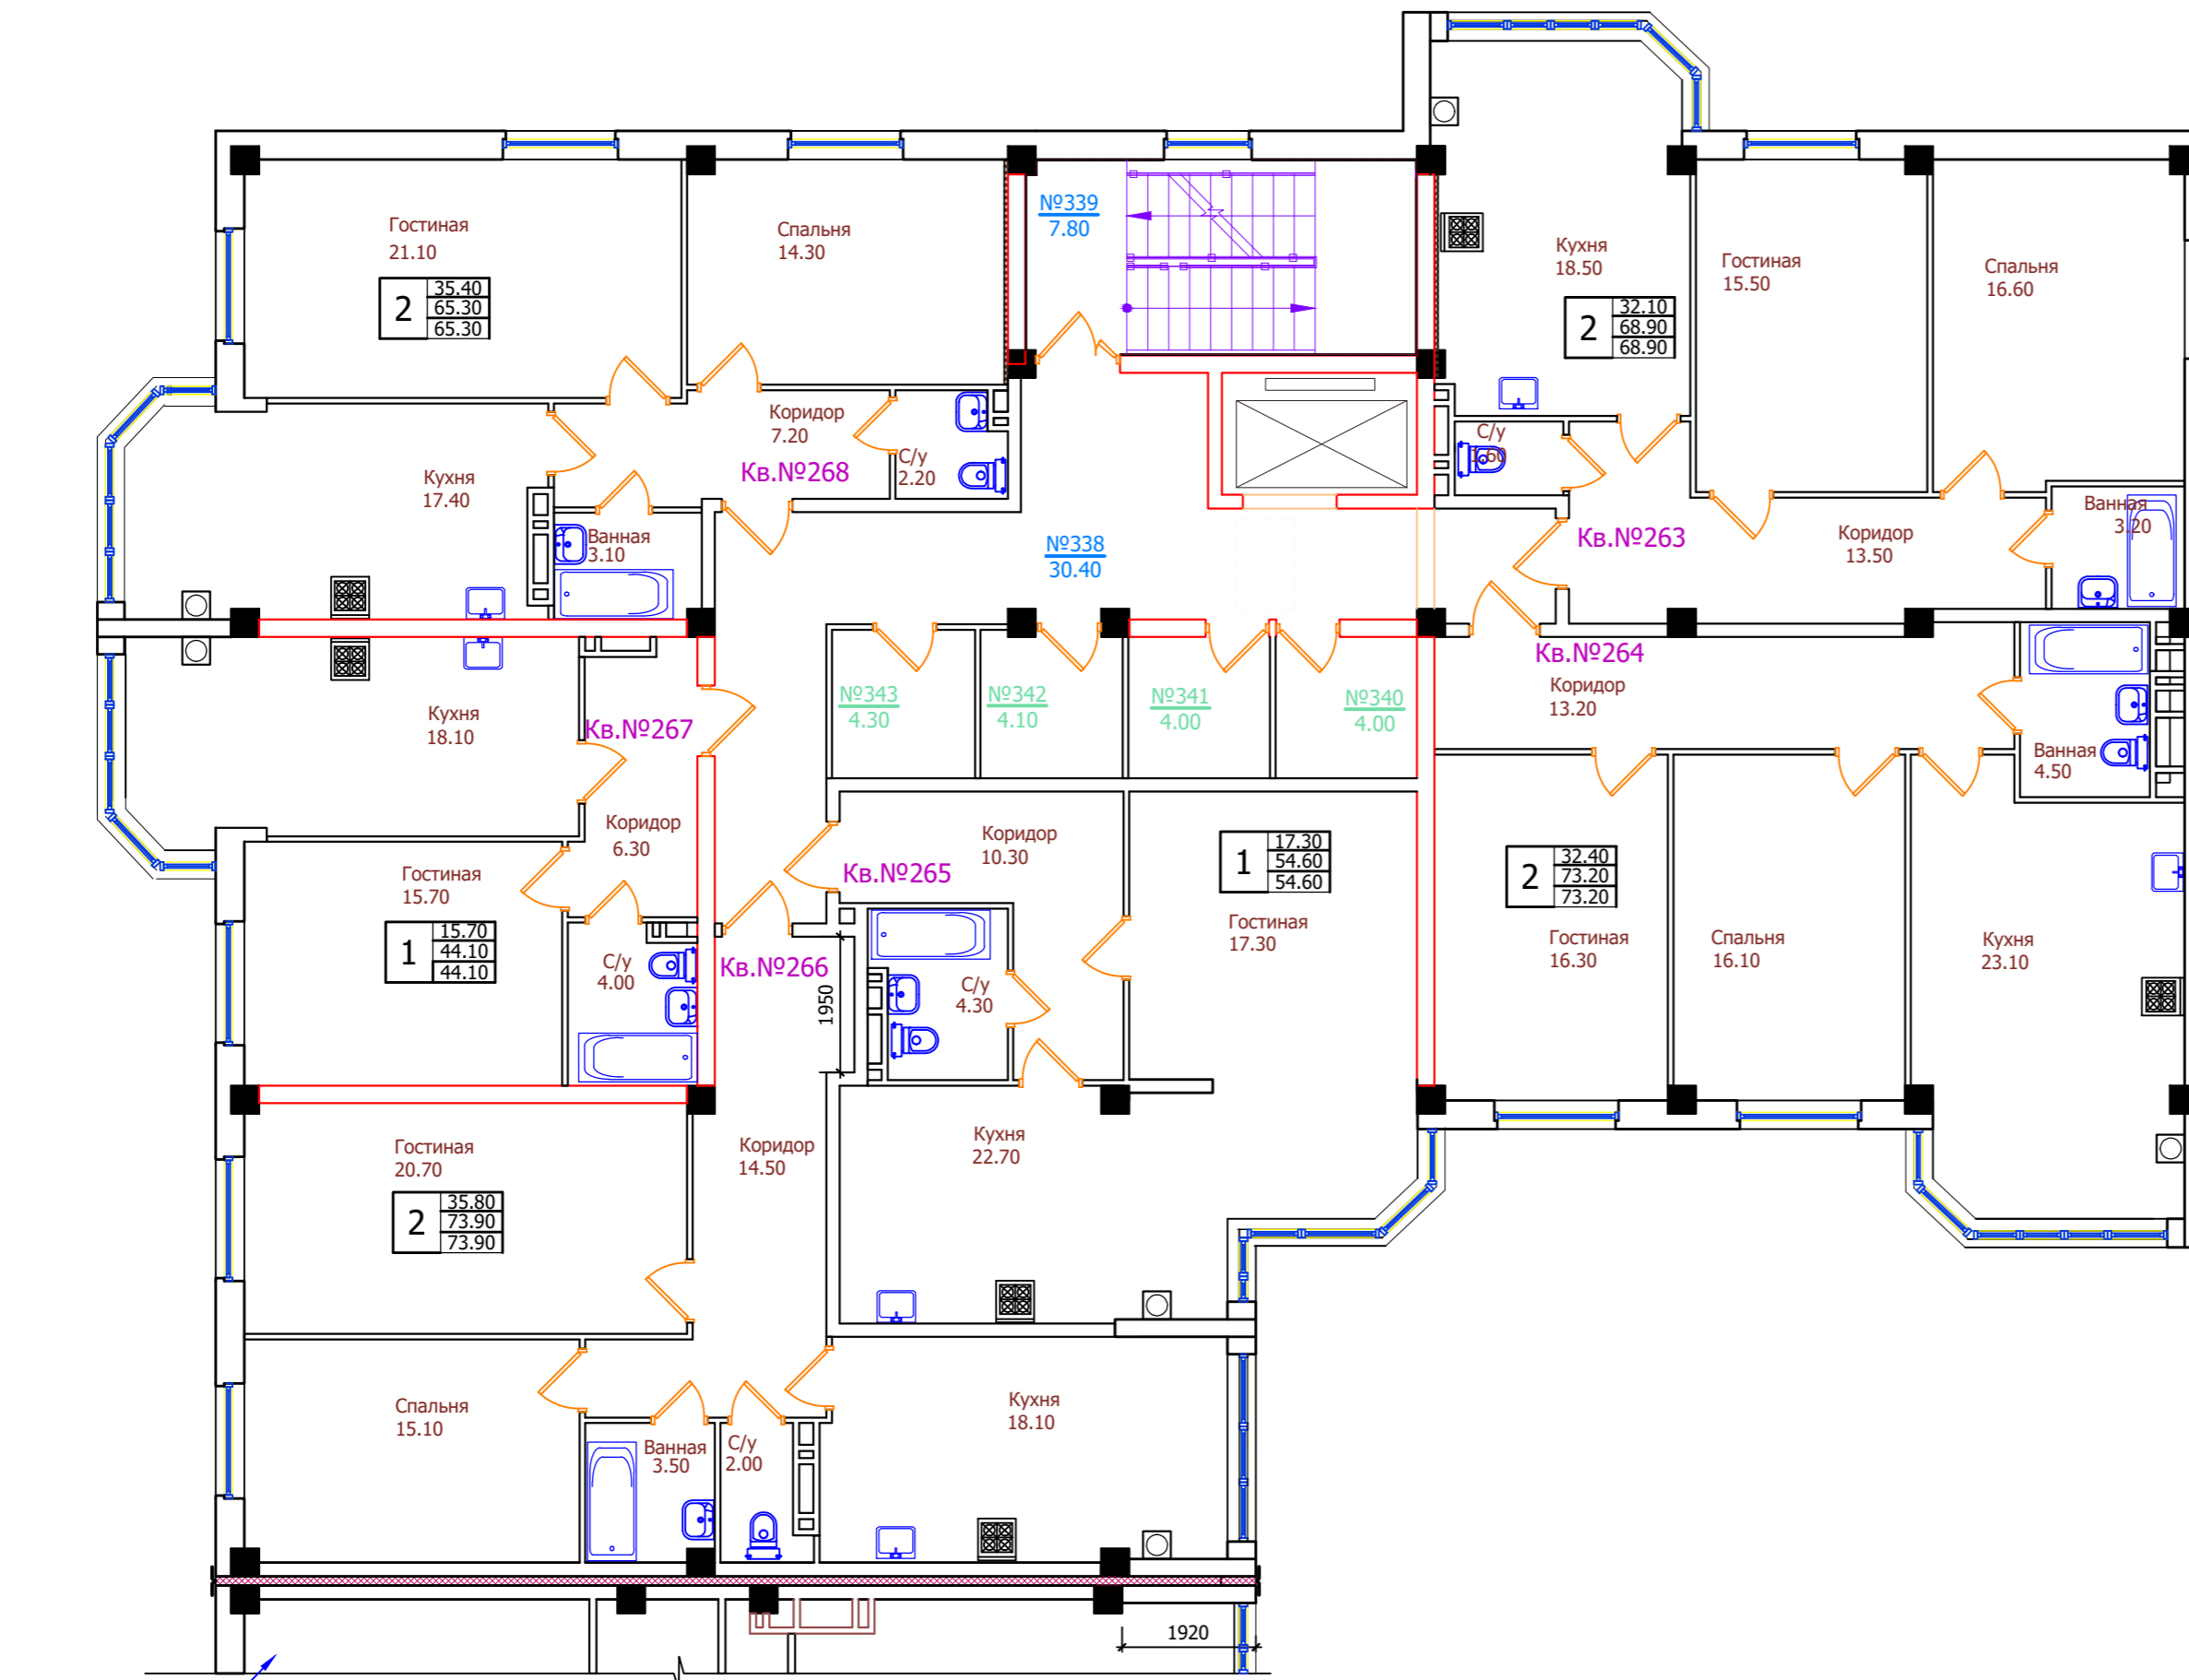 Гостиная
21.10
2
35.40
65.30
65.30
Спальня
14.30
№339
7.80
Кухня
18.50
2
32.10
68.90
68.90
Гостиная
15.50
Спальня
16.60
Коридор
7.20
Кв.№268
С/у
2.20
Кухня
17.40
Ванная
3.10
№338
30.40
С/у
1.60
Кв.№263
Коридор
13.50
Ванная
3.20
Кухня
18.10
Кв.№267
Коридор
6.30
№343
4.30
№342
4.10
№341
4.00
№340
4.00
Кв.№264
Коридор
13.20
Ванная
4.50
Гостиная
15.70
1
15.70
44.10
44.10
С/у
4.00
Кв.№265
Коридор
10.30
1
17.30
54.60
54.60
Гостиная
17.30
2
32.40
73.20
73.20
Гостиная
16.30
Спальня
16.10
Кухня
23.10
Кв.№266
1950
С/у
4.30
Гостиная
20.70
2
35.80
73.90
73.90
Коридор
14.50
Кухня
22.70
Спальня
15.10
Ванная
3.50
С/у
2.00
Кухня
18.10
1920